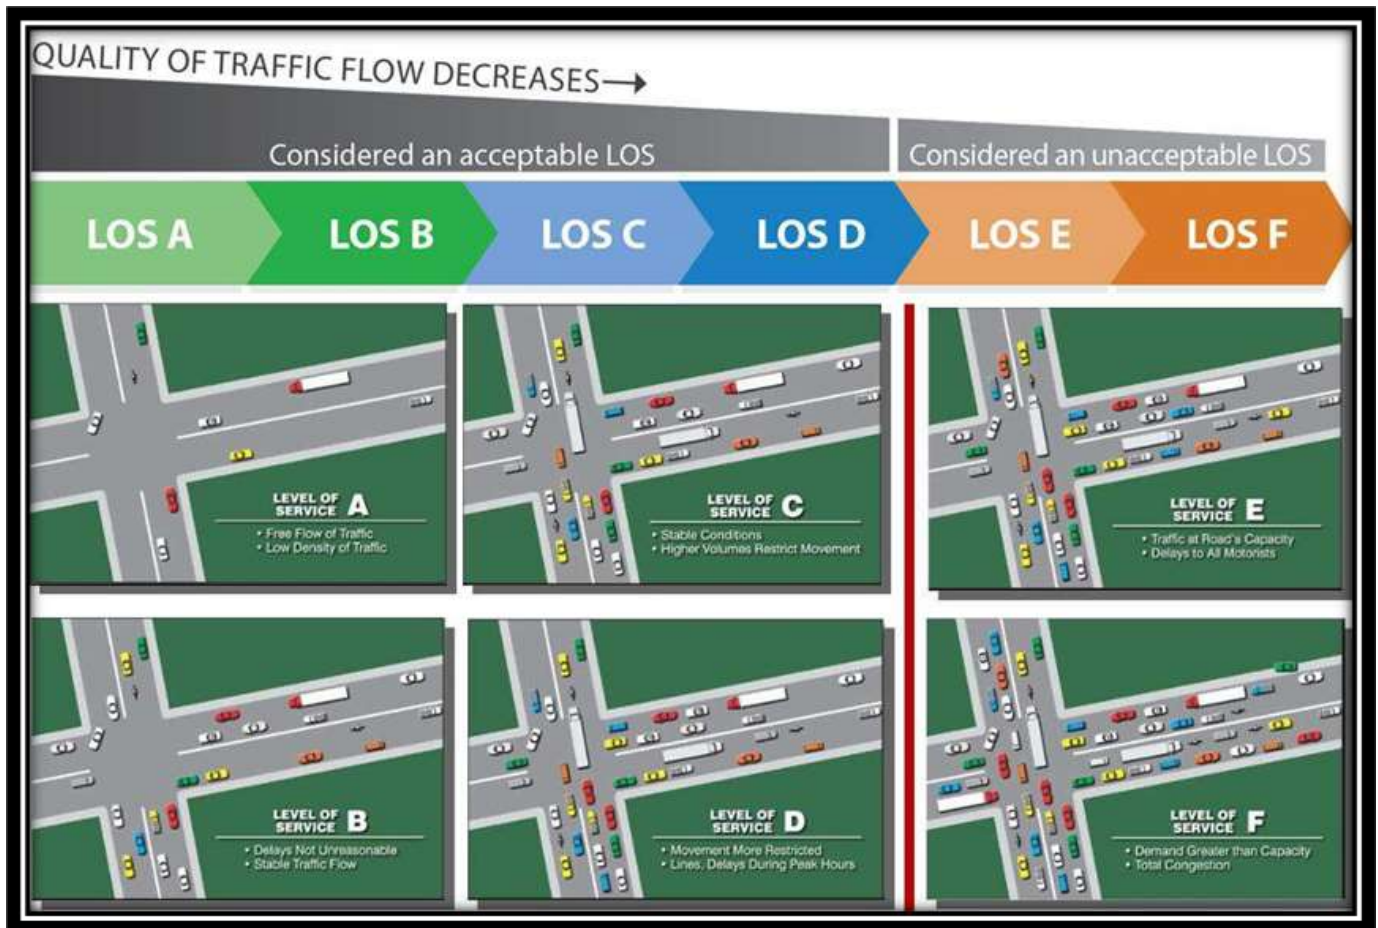 QUALITY OF TRAFFIC FLOW DECREASES→
Considered an acceptable LOS
Considered an unacceptable LOS
LOS A
LOS B
LOS C
LOS D
LOS E
LOS F
LEVEL OF
SERVICE A
• Free Flow of Traffic
• Low Density of Traffic
LEVEL OF
SERVICE C
• Stable Conditions
• Higher Volumes Restrict Movement
LEVEL OF
SERVICE E
• Traffic at Road's Capacity
• Delays to All Motorists
LEVEL OF
SERVICE B
• Delays Not Unreasonable
• Stable Traffic Flow
LEVEL OF
SERVICE D
• Movement More Restricted
• Lines, Delays During Peak Hours
LEVEL OF
SERVICE F
• Demand Greater than Capacity
• Total Congestion